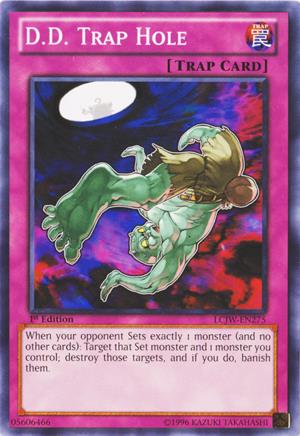 D.D. TRAP HOLE
TRAP
罠
[TRAP CARD]
1st Edition
LCJW-EN275
When your opponent Sets exactly 1 monster (and no
other cards): Target that Set monster and 1 monster you
control; destroy those targets, and if you do, banish
them.
05606466
©1996 KAZUKI TAKAHASHI